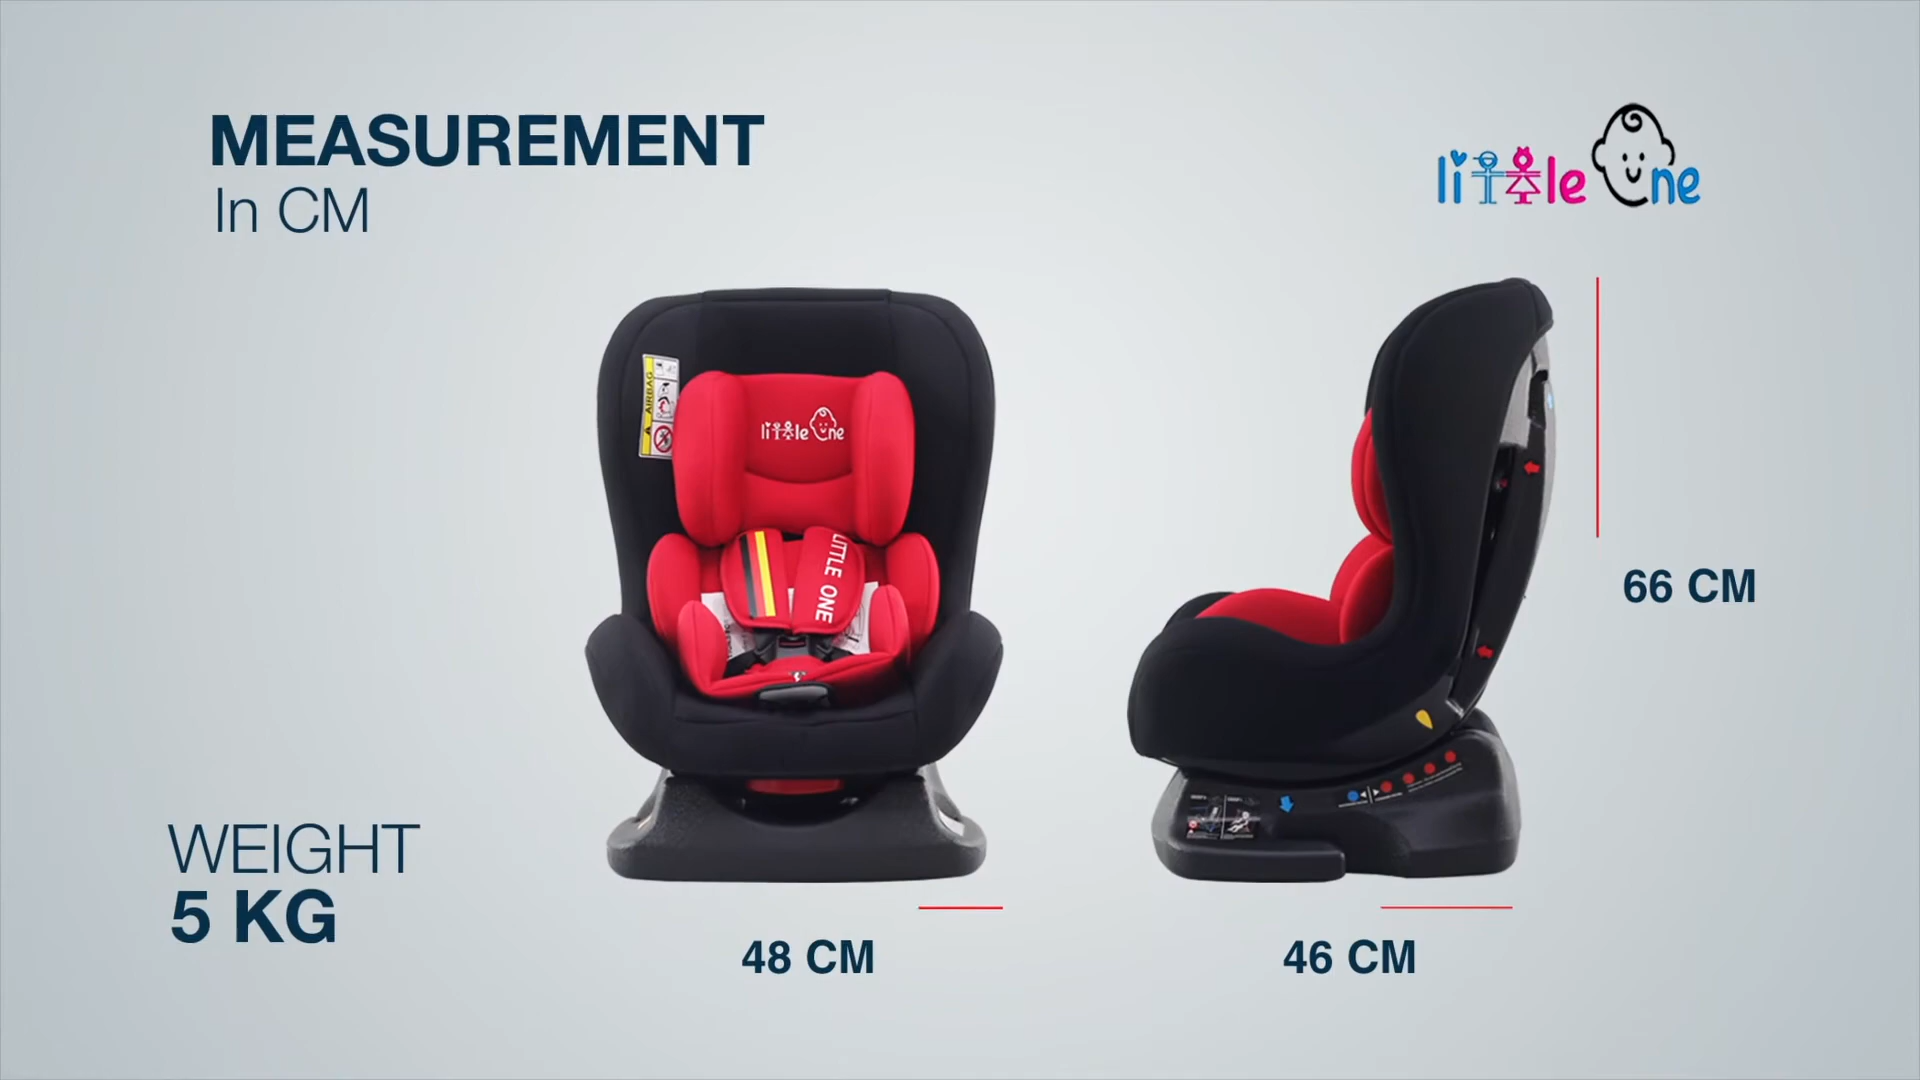 MEASUREMENT
In CM
little One
AIRBAG
little One
LITTLE ONE
66 CM
WEIGHT
5 KG
48 CM
46 CM